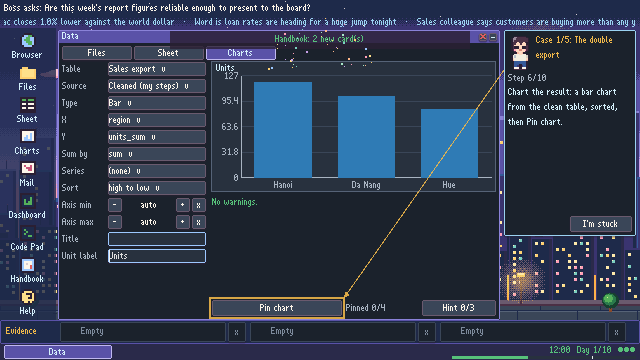 Boss asks: Are this week's report figures reliable enough to present to the board?
ac closes 1.0% lower against the world dollar · Word is loan rates are heading for a huge jump tonight · Sales colleague says customers are buying more than any
Browser
Files
Sheet
Charts
Mail
Dashboard
Code Pad
Handbook
Help
Data
Handbook: 2 new card(s)
Files
Sheet
Charts
Table Sales export v
Source Cleaned (my steps) v
Type Bar v
X region v
Y units_sum v
Sum by sum v
Series (none) v
Sort high to low v
Axis min - auto + x
Axis max - auto + x
Title
Unit label Units
Units
127
95.4
63.6
31.8
0
Hanoi
Da Nang
Hue
No warnings.
Pin chart
Pinned 0/4
Hint 0/3
Case 1/5: The double export
Step 6/10
Chart the result: a bar chart
from the clean table, sorted,
then Pin chart.
I'm stuck
Evidence
Empty x
Empty x
Empty x
Data
12:00 Day 1/10